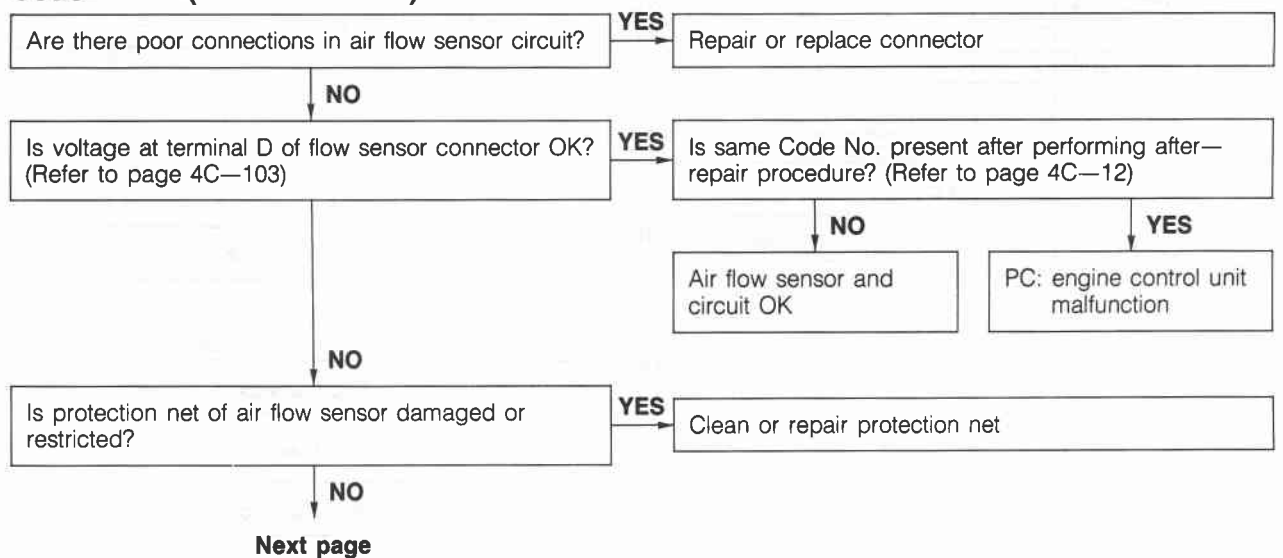 YES
Are there poor connections in air flow sensor circuit?
Repair or replace connector
NO
Is voltage at terminal D of flow sensor connector OK?
(Refer to page 4C—103)
YES
Is same Code No. present after performing after—
repair procedure? (Refer to page 4C—12)
NO
YES
Air flow sensor and
circuit OK
PC: engine control unit
malfunction
NO
Is protection net of air flow sensor damaged or
restricted?
YES
Clean or repair protection net
NO
Next page